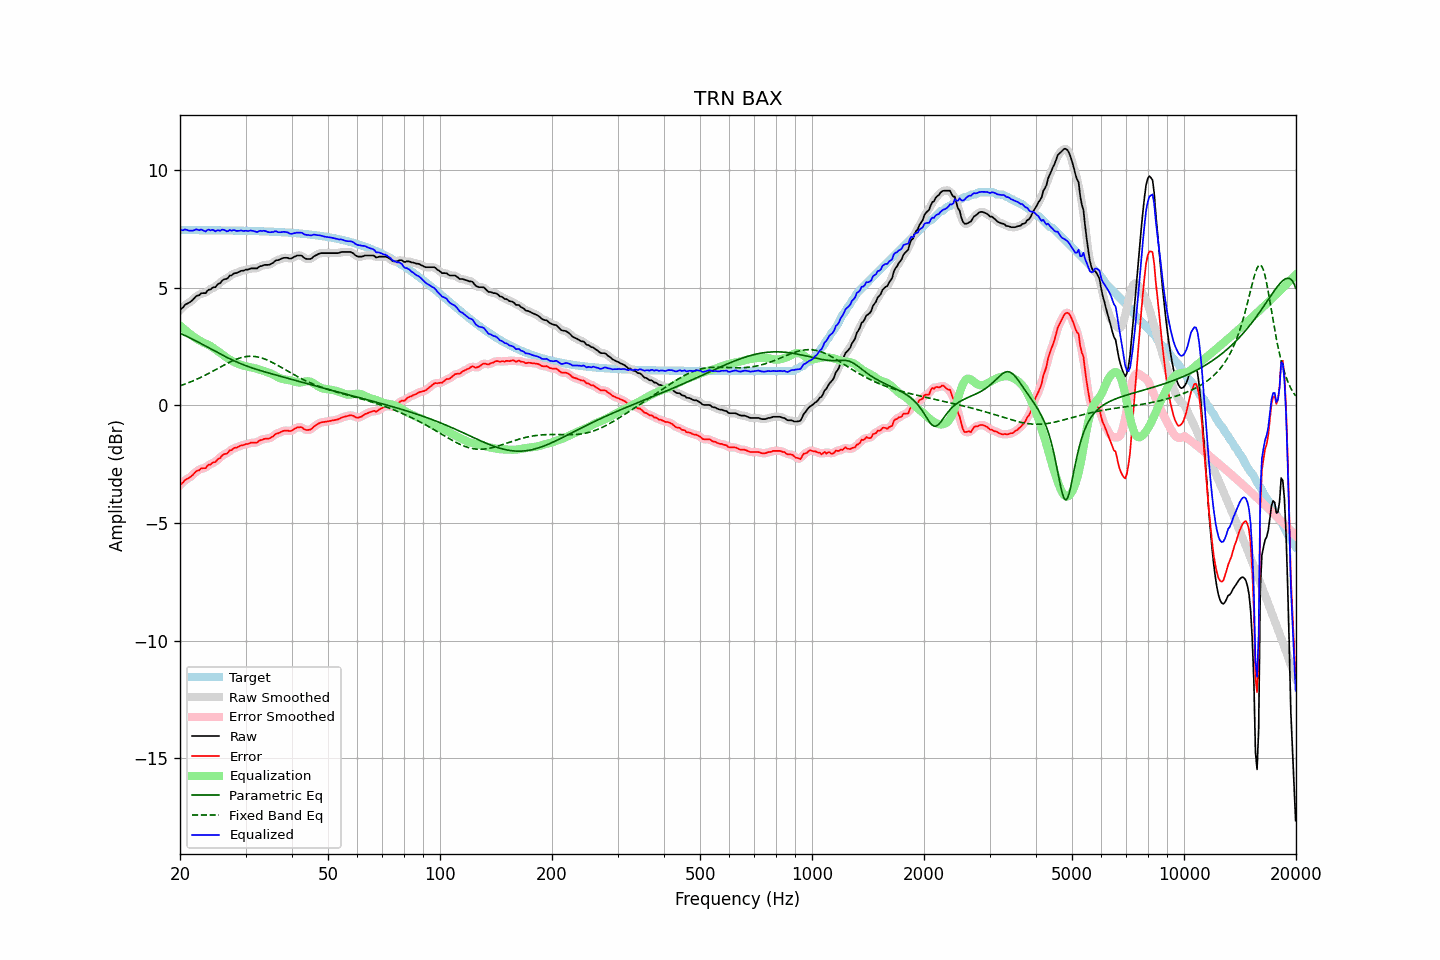 TRN BAX
Amplitude (dBr)
10
5
0
−5
−10
−15
Target
Raw Smoothed
Error Smoothed
Raw
Error
Equalization
Parametric Eq
Fixed Band Eq
Equalized
20 50 100 200 500 1000 2000 5000 10000 20000
Frequency (Hz)